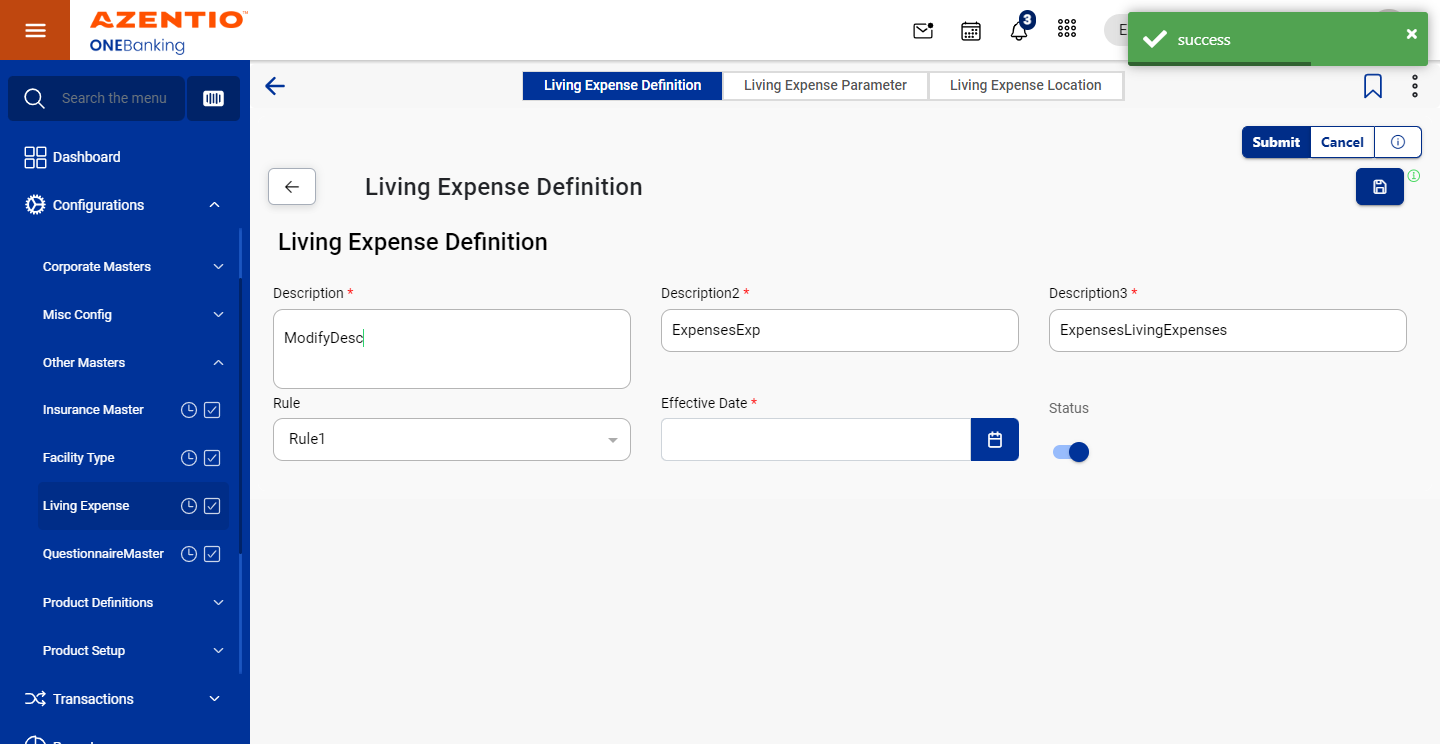 AZENTIO™
ONEBanking
3
E
success
Search the menu
Living Expense Definition
Living Expense Parameter
Living Expense Location
Dashboard
Submit
Cancel
Configurations
Living Expense Definition
Living Expense Definition
Corporate Masters
Misc Config
Other Masters
Insurance Master
Facility Type
Living Expense
QuestionnaireMaster
Product Definitions
Product Setup
Transactions
Description *
ModifyDesc
Description2 *
ExpensesExp
Description3 *
ExpensesLivingExpenses
Rule
Rule1
Effective Date *
Status